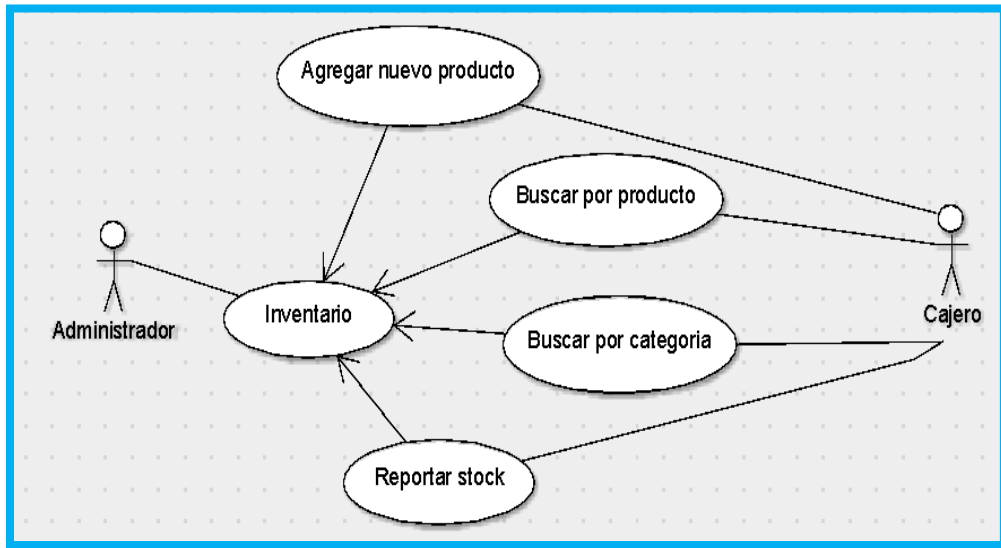 Agregar nuevo producto
Buscar por producto
Administrador
Inventario
Cajero
Buscar por categoria
Reportar stock